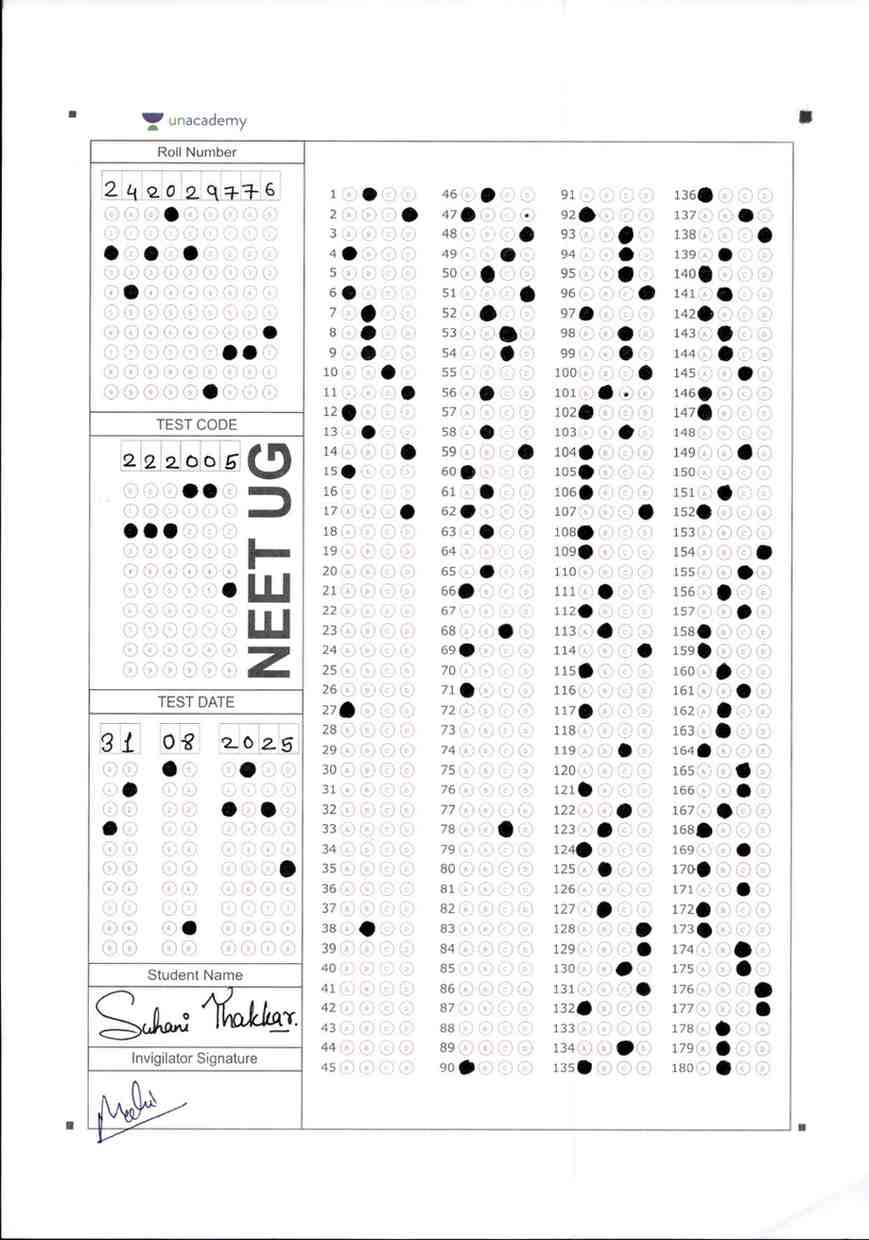 unacademy
Roll Number
2 4 2 0 2 9 7 7 6
TEST CODE
2 2 2 0 0 5
NEET UG
TEST DATE
3 1 0 8 2 0 2 5
Student Name
Suhani Thakkar.
Invigilator Signature
1 46 91 136
2 47 92 137
3 48 93 138
4 49 94 139
5 50 95 140
6 51 96 141
7 52 97 142
8 53 98 143
9 54 99 144
10 55 100 145
11 56 101 146
12 57 102 147
13 58 103 148
14 59 104 149
15 60 105 150
16 61 106 151
17 62 107 152
18 63 108 153
19 64 109 154
20 65 110 155
21 66 111 156
22 67 112 157
23 68 113 158
24 69 114 159
25 70 115 160
26 71 116 161
27 72 117 162
28 73 118 163
29 74 119 164
30 75 120 165
31 76 121 166
32 77 122 167
33 78 123 168
34 79 124 169
35 80 125 170
36 81 126 171
37 82 127 172
38 83 128 173
39 84 129 174
40 85 130 175
41 86 131 176
42 87 132 177
43 88 133 178
44 89 134 179
45 90 135 180